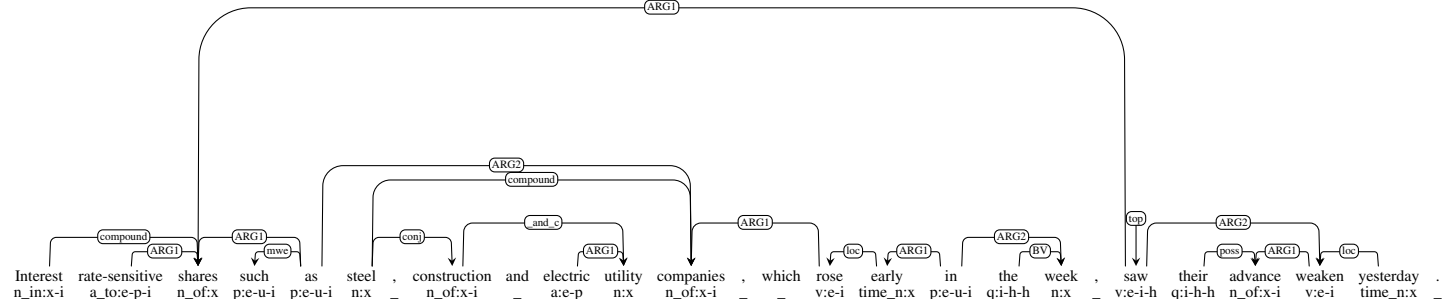 ARG1
ARG2
compound
_and_c ARG1 top ARG2
compound ARG1 conj ARG2
ARG1 mwe ARG1 loc ARG1 BV poss ARG1 loc
Interest rate-sensitive shares such as steel , construction and electric utility companies , which rose early in the week , saw their advance weaken yesterday .
n_in:x-i a_to:e-p-i n_of:x p:e-u-i p:e-u-i n:x _ n_of:x-i _ a:e-p n:x n_of:x-i _ _ v:e-i time_n:x p:e-u-i q:i-h-h n:x _ v:e-i-h q:i-h-h n_of:x-i v:e-i time_n:x _